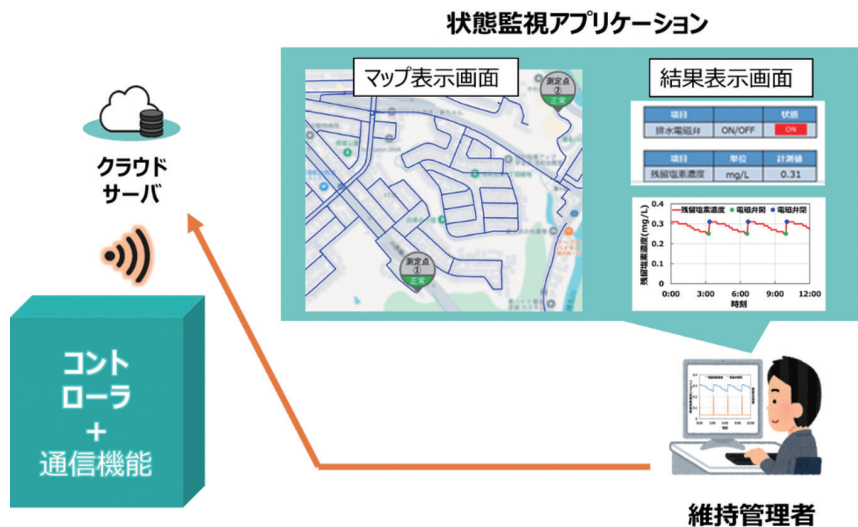 状態監視アプリケーション
マップ表示画面
測定点
②
正常
測定点
①
正常
結果表示画面
項目 状態
排水電磁弁 ON/OFF ON
項目 単位 計測値
残留塩素濃度 mg/L 0.31
残留塩素濃度 電磁弁開 電磁弁閉
残留塩素濃度(mg/L)
0.4
0.3
0.2
0.1
0
0:00 3:00 6:00 9:00 12:00
時刻
クラウド
サーバ
コント
ローラ
+
通信機能
維持管理者